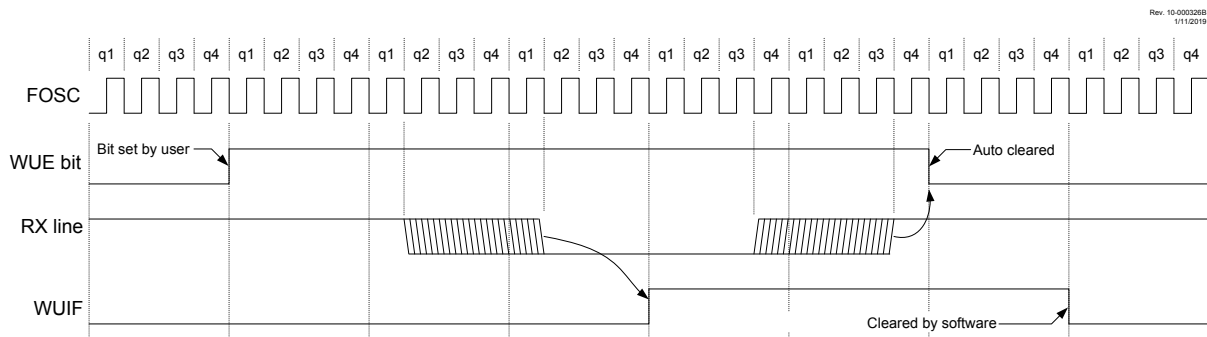 Rev. 10-000326B
1/11/2019
q1 q2 q3 q4 q1 q2 q3 q4 q1 q2 q3 q4 q1 q2 q3 q4 q1 q2 q3 q4 q1 q2 q3 q4 q1 q2 q3 q4 q1 q2 q3 q4
FOSC
WUE bit
Bit set by user
Auto cleared
RX line
WUIF
Cleared by software